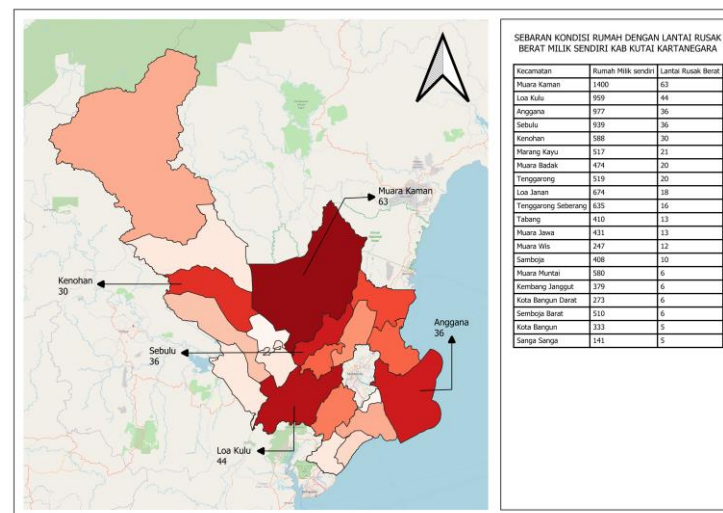 SEBARAN KONDISI RUMAH DENGAN LANTAI RUSAK
BERAT MILIK SENDIRI KAB KUTAI KARTANEGARA
Kecamatan Rumah Milik sendiri Lantai Rusak Berat
Muara Kaman 1400 63
Loa Kulu 959 44
Anggana 977 36
Sebulu 939 36
Kenohan 588 30
Marang Kayu 517 21
Muara Badak 474 20
Tenggarong 519 20
Loa Janan 674 18
Tenggarong Seberang 635 16
Tabang 410 13
Muara Jawa 431 13
Muara Wis 247 12
Samboja 408 10
Muara Muntai 580 6
Kembang Janggut 379 6
Kota Bangun Darat 273 6
Semboja Barat 510 6
Kota Bangun 333 5
Sanga Sanga 141 5
Muara Kaman
63
Kenohan
30
Anggana
36
Sebulu
36
Loa Kulu
44